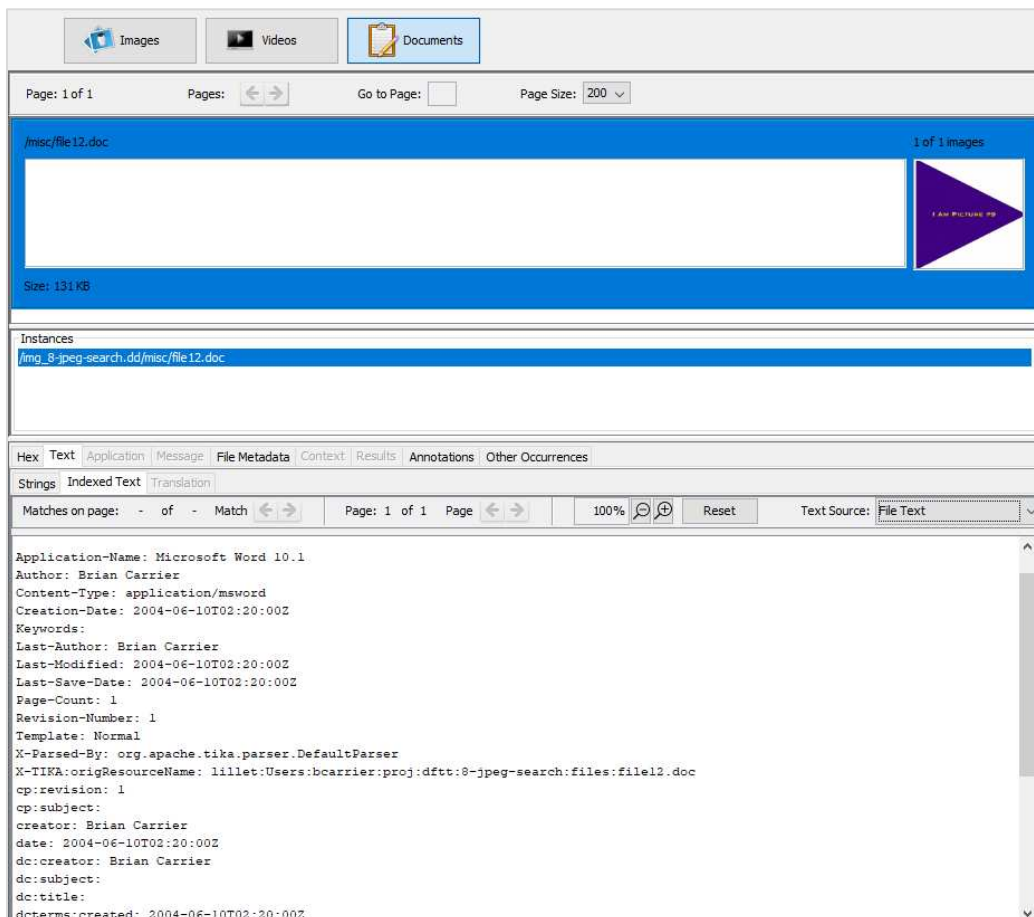 Images Videos Documents
Page: 1 of 1 Pages: Go to Page: Page Size: 200
/misc/file12.doc 1 of 1 images
I AM PICTURE #9
Size: 131 KB
Instances
/img_8-jpeg-search.dd/misc/file12.doc
Hex Text Application Message File Metadata Context Results Annotations Other Occurrences
Strings Indexed Text Translation
Matches on page: - of - Match Page: 1 of 1 Page 100% Reset Text Source: File Text
Application-Name: Microsoft Word 10.1
Author: Brian Carrier
Content-Type: application/msword
Creation-Date: 2004-06-10T02:20:00Z
Keywords:
Last-Author: Brian Carrier
Last-Modified: 2004-06-10T02:20:00Z
Last-Save-Date: 2004-06-10T02:20:00Z
Page-Count: 1
Revision-Number: 1
Template: Normal
X-Parsed-By: org.apache.tika.parser.DefaultParser
X-TIKA:origResourceName: lillet:Users:bcarrier:proj:dftt:8-jpeg-search:files:file12.doc
cp:revision: 1
cp:subject:
creator: Brian Carrier
date: 2004-06-10T02:20:00Z
dc:creator: Brian Carrier
dc:subject:
dc:title:
dcterms:created: 2004-06-10T02:20:00Z